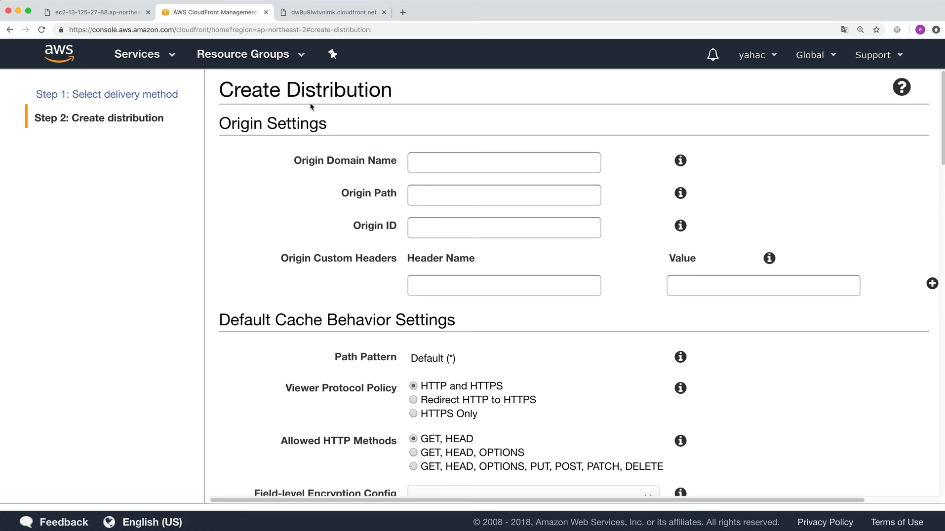 ec2-13-125-27-88.ap-northe
AWS CloudFront Management
https://console.aws.amazon.com/cloudfront/home?region=ap-northeast-2#create-distribution:
aws
Services
Resource Groups
yahac
Global
Support
Step 1: Select delivery method
Step 2: Create distribution
Create Distribution
Origin Settings
Origin Domain Name
Origin Path
Origin ID
Origin Custom Headers
Header Name
Value
Default Cache Behavior Settings
Path Pattern
Default (*)
Viewer Protocol Policy
HTTP and HTTPS
Redirect HTTP to HTTPS
HTTPS Only
Allowed HTTP Methods
GET, HEAD
GET, HEAD, OPTIONS
GET, HEAD, OPTIONS, PUT, POST, PATCH, DELETE
Field-level Encryption Config
Feedback
English (US)
© 2008 - 2018, Amazon Web Services, Inc. or its affiliates. All rights reserved.
Privacy Policy
Terms of Use